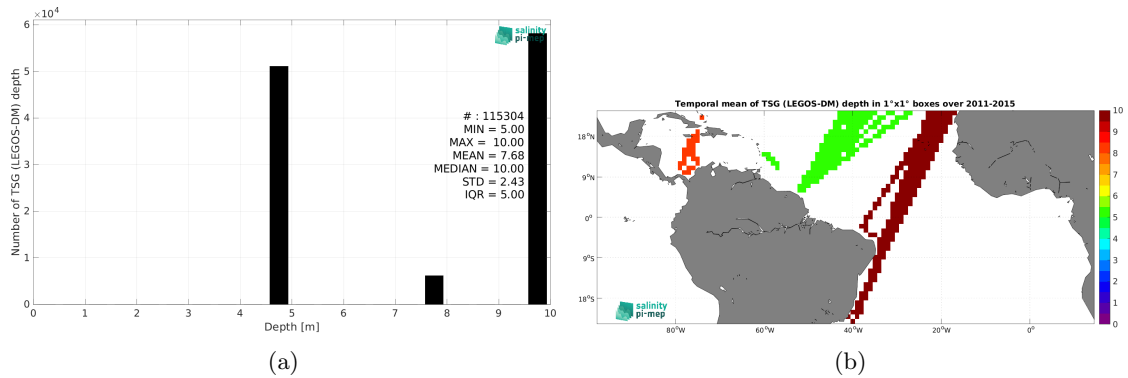 ×10⁴
6
5
4
3
2
1
0
Number of TSG (LEGOS-DM) depth
salinity
pi-mep
# : 115304
MIN = 5.00
MAX = 10.00
MEAN = 7.68
MEDIAN = 10.00
STD = 2.43
IQR = 5.00
0 1 2 3 4 5 6 7 8 9 10
Depth [m]
(a)
Temporal mean of TSG (LEGOS-DM) depth in 1°x1° boxes over 2011-2015
18°N
9°N
0°
9°S
18°S
salinity
pi-mep
80°W 60°W 40°W 20°W 0°
10
9
8
7
6
5
4
3
2
1
0
(b)